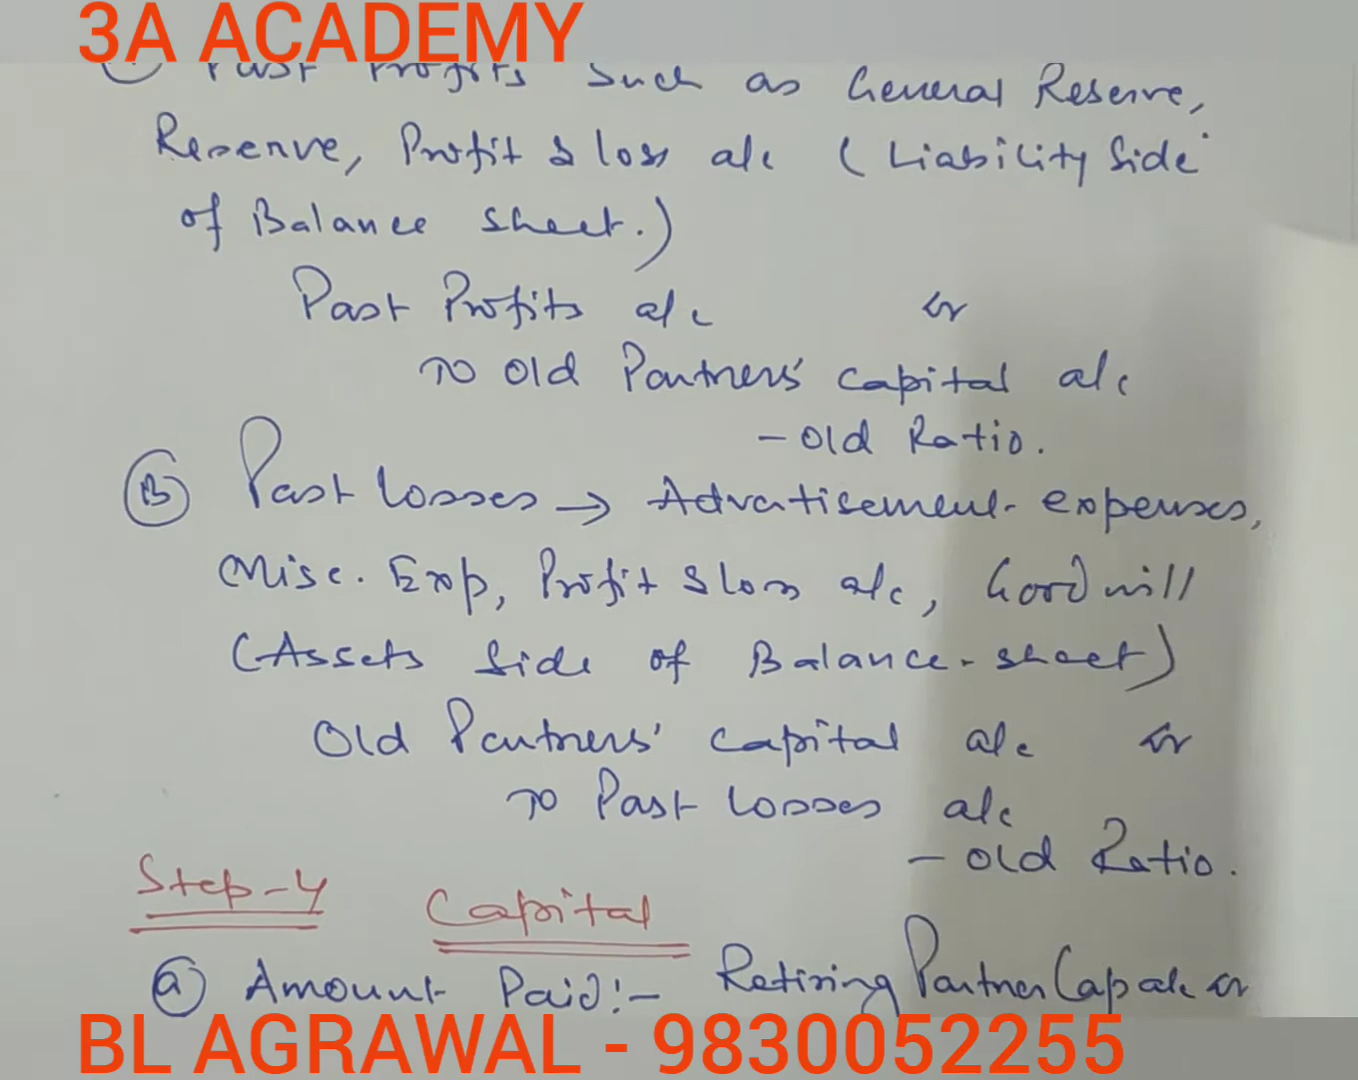 3A ACADEMY
Past Profits such as General Reserve,
Reserve, Profit & loss a/c (Liability Side
of Balance sheet.)
Past Profits a/c Dr
To Old Partners' Capital a/c
- Old Ratio.
(B) Past Losses → Advertisement expenses,
Misc. Exp, Profit & loss a/c, Goodwill
(Assets side of Balance-sheet)
Old Partners' Capital a/c Dr
To Past Losses a/c
- Old Ratio.
Step-4 Capital
(a) Amount Paid:- Retiring Partner Cap a/c Dr
BL AGRAWAL - 9830052255